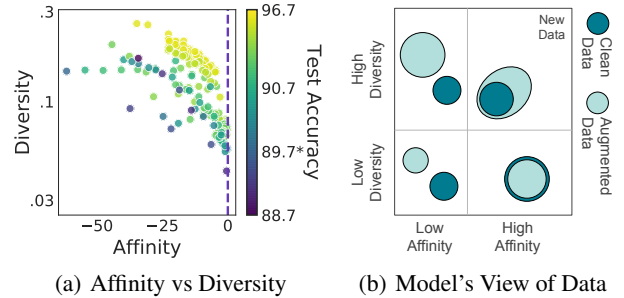 .3
.1
.03
Diversity
−50
−25
0
Affinity
96.7
92.7
90.7
89.7*
88.7
Test Accuracy
(a) Affinity vs Diversity
New
Data
High
Diversity
Low
Diversity
Low
Affinity
High
Affinity
Clean
Data
Augmented
Data
(b) Model's View of Data